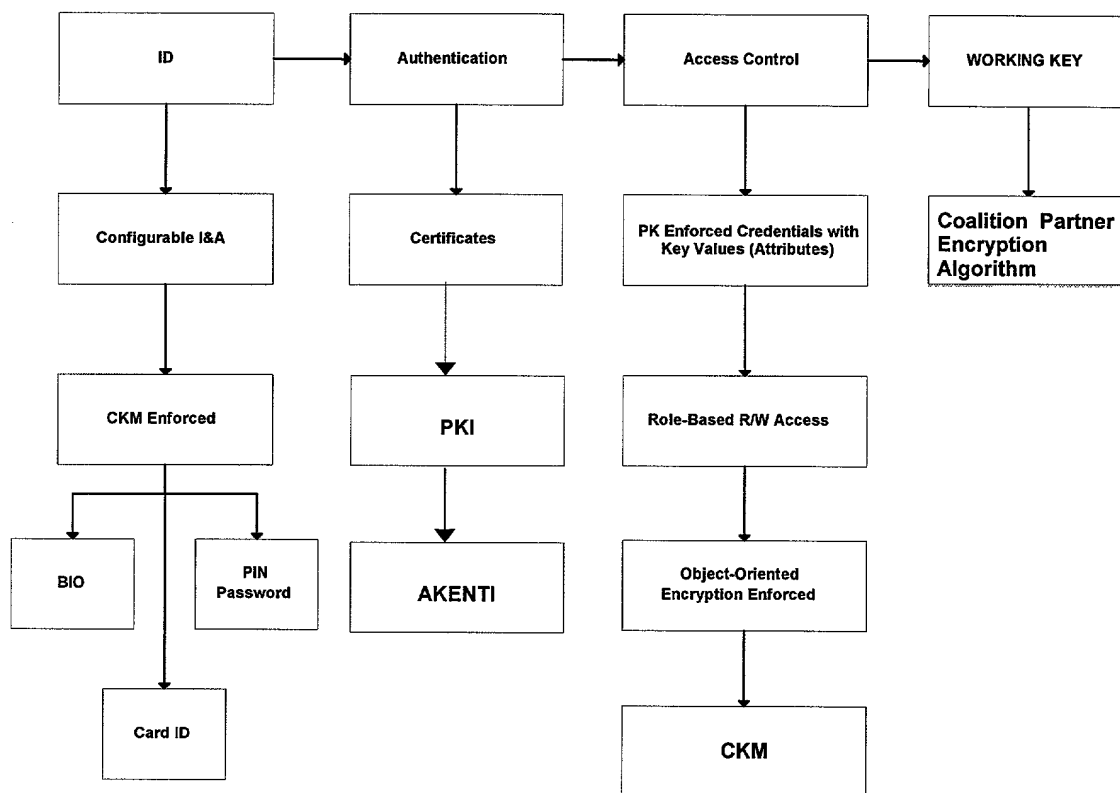 ID
Authentication
Access Control
WORKING KEY
Configurable I&A
Certificates
PK Enforced Credentials with
Key Values (Attributes)
Coalition Partner
Encryption
Algorithm
CKM Enforced
PKI
Role-Based R/W Access
BIO
PIN
Password
AKENTI
Object-Oriented
Encryption Enforced
Card ID
CKM